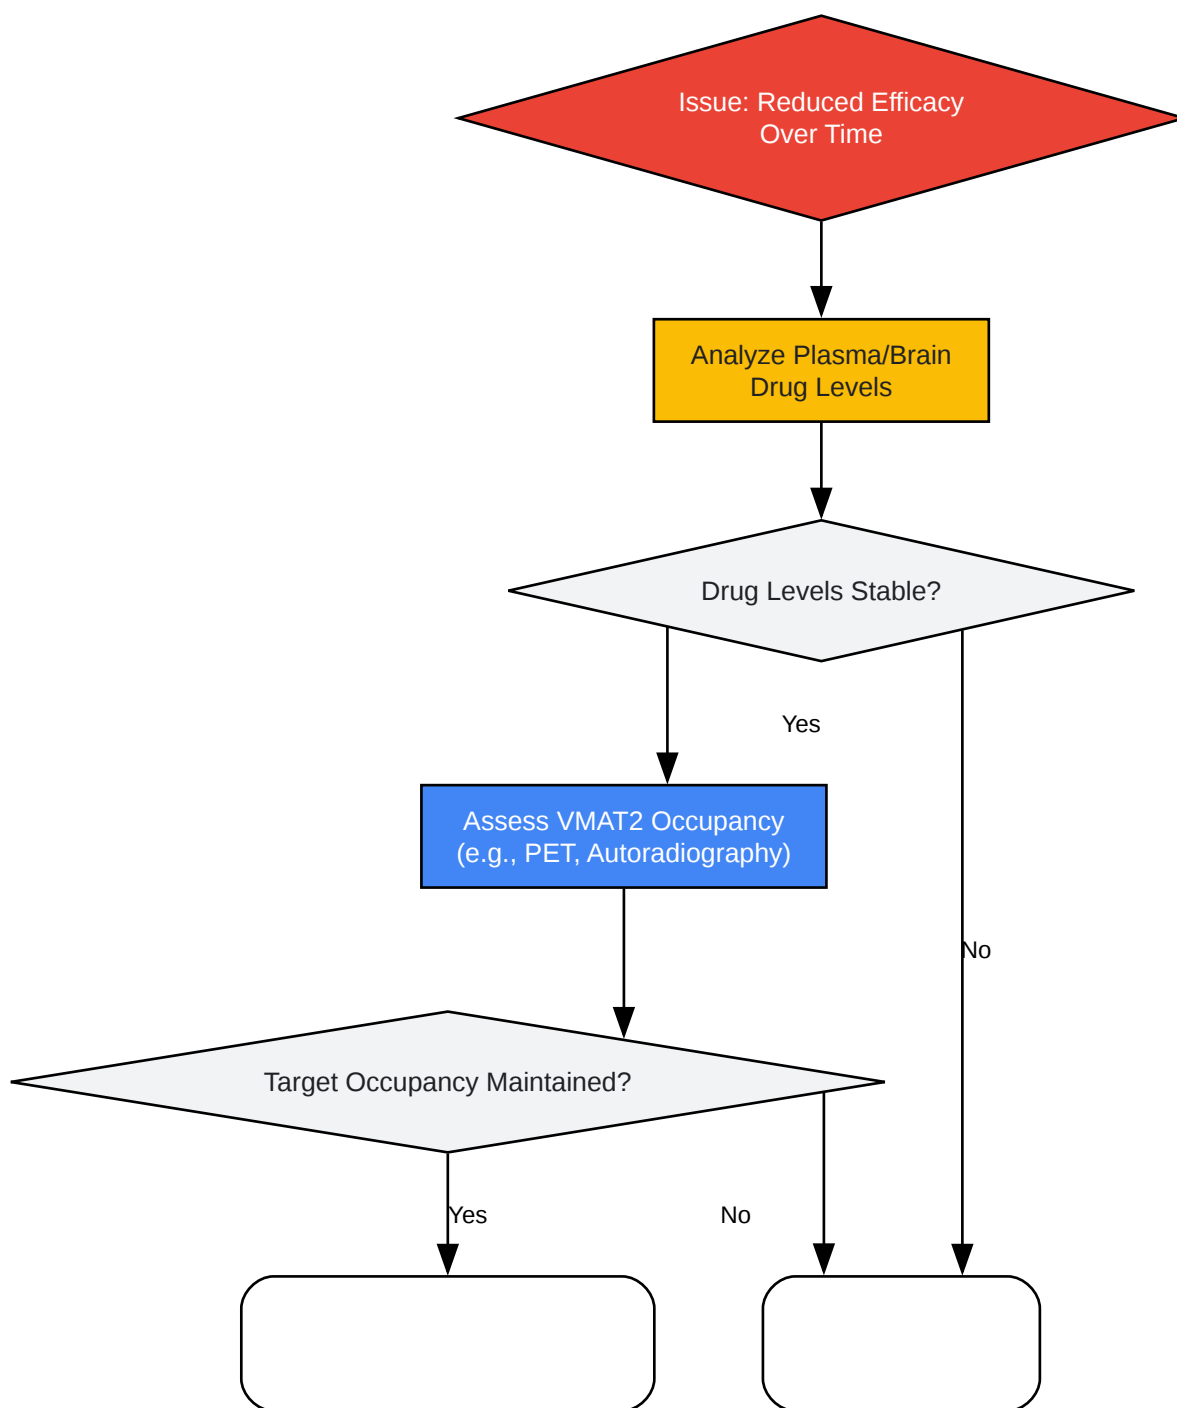 Issue: Reduced Efficacy
Over Time
Analyze Plasma/Brain
Drug Levels
Drug Levels Stable?
Yes
Assess VMAT2 Occupancy
(e.g., PET, Autoradiography)
No
Target Occupancy Maintained?
Yes
No